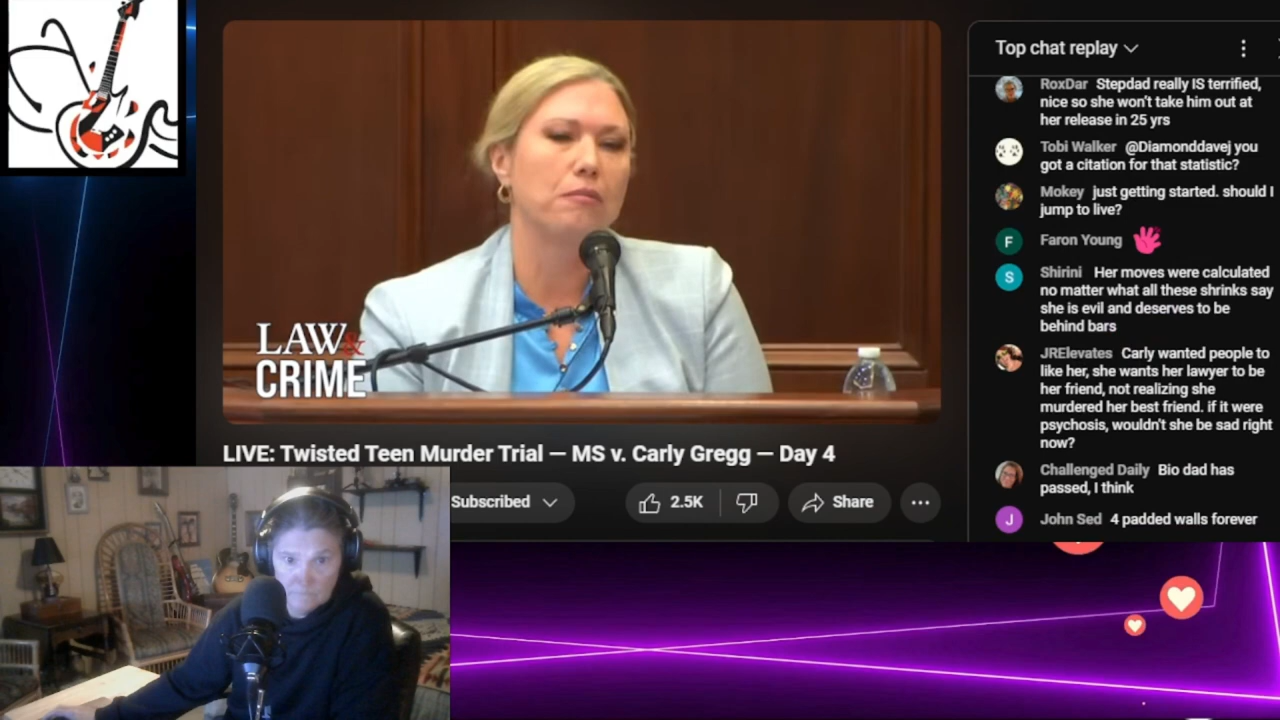 Top chat replay
RoxDar Stepdad really IS terrified,
nice so she won't take him out at
her release in 25 yrs
Tobi Walker @Diamonddavej you
got a citation for that statistic?
Mokey just getting started. should I
jump to live?
Faron Young
F
Shirini Her moves were calculated
S
no matter what all these shrinks say
she is evil and deserves to be
behind bars
JRElevates Carly wanted people to
like her, she wants her lawyer to be
her friend, not realizing she
murdered her best friend. if it were
psychosis, wouldn't she be sad right
now?
Challenged Daily Bio dad has
passed, I think
J
John Sed 4 padded walls forever
LAW&
CRIME
LIVE: Twisted Teen Murder Trial — MS v. Carly Gregg — Day 4
Subscribed
2.5K
Share